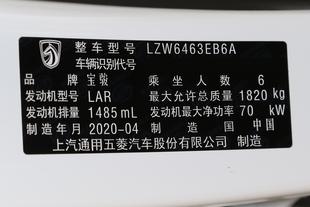 整车型号 LZW6463EB6A
车辆识别代号
品牌 宝骏 乘坐人数 6
发动机型号 LAR 最大允许总质量 1820 kg
发动机排量 1485 mL 发动机最大净功率 70 kW
制造年月 2020-04 制造国 中国
上汽通用五菱汽车股份有限公司 制造